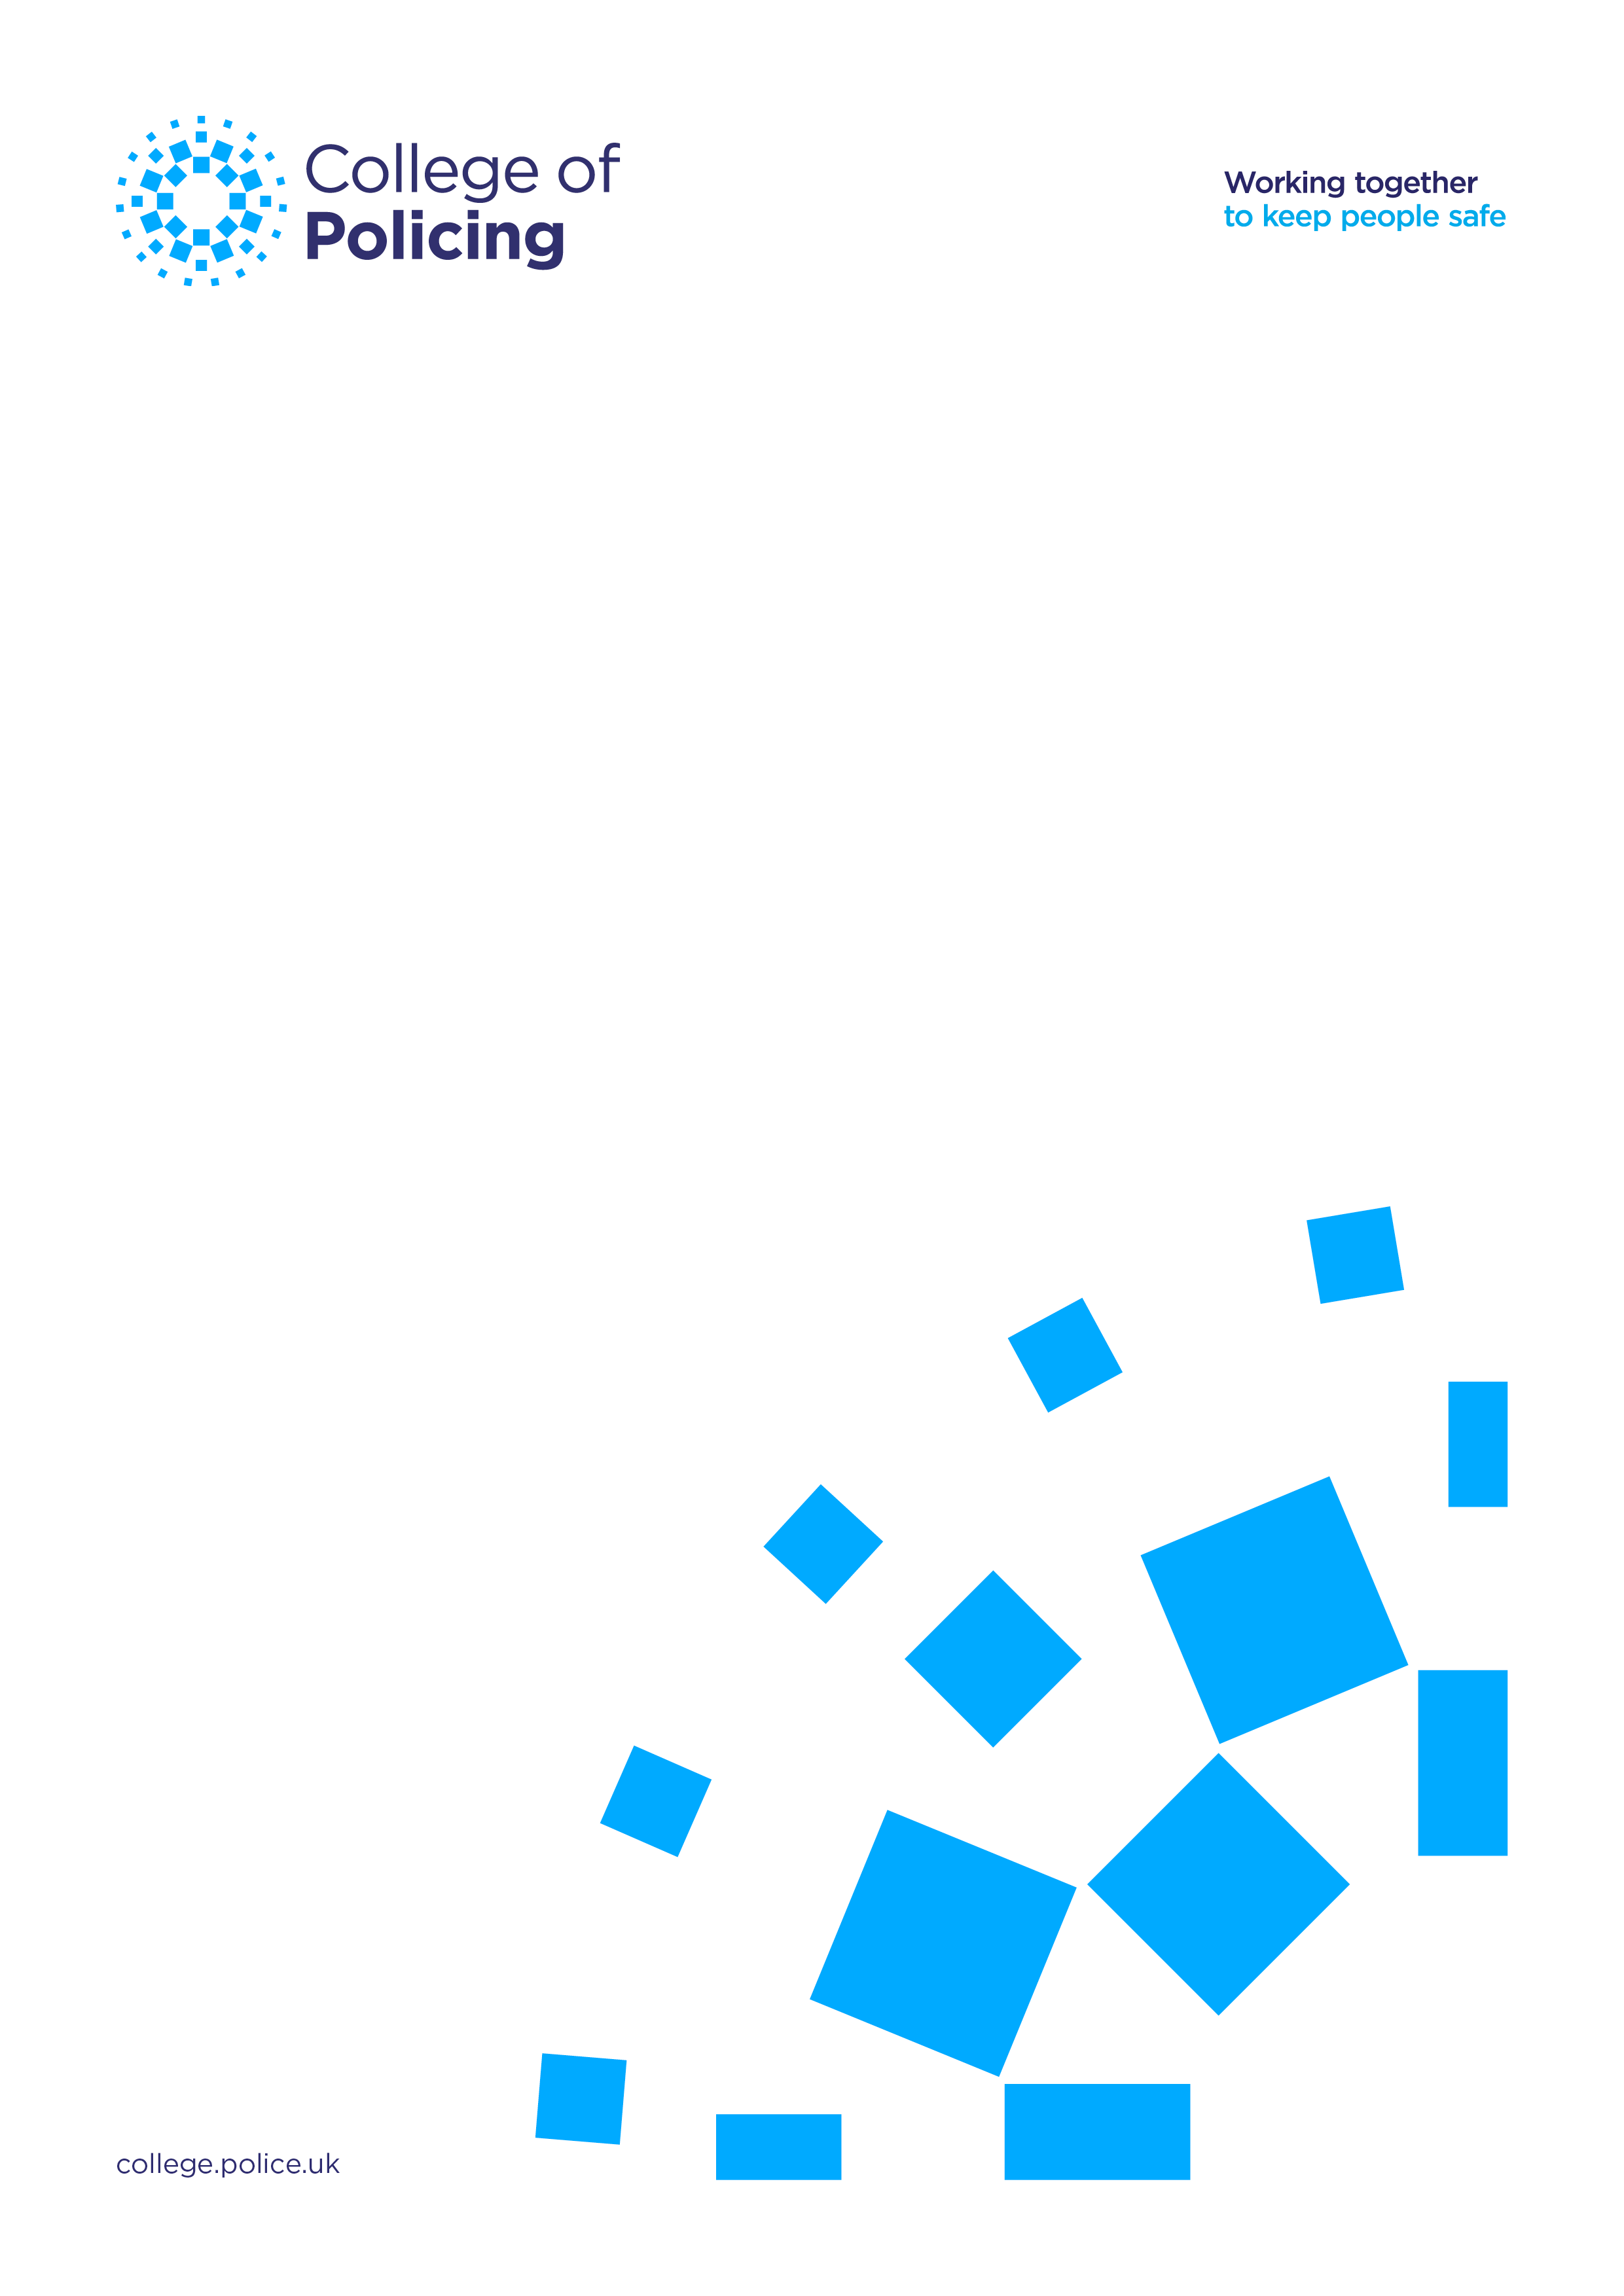 College of
Policing
Working together
to keep people safe
college.police.uk